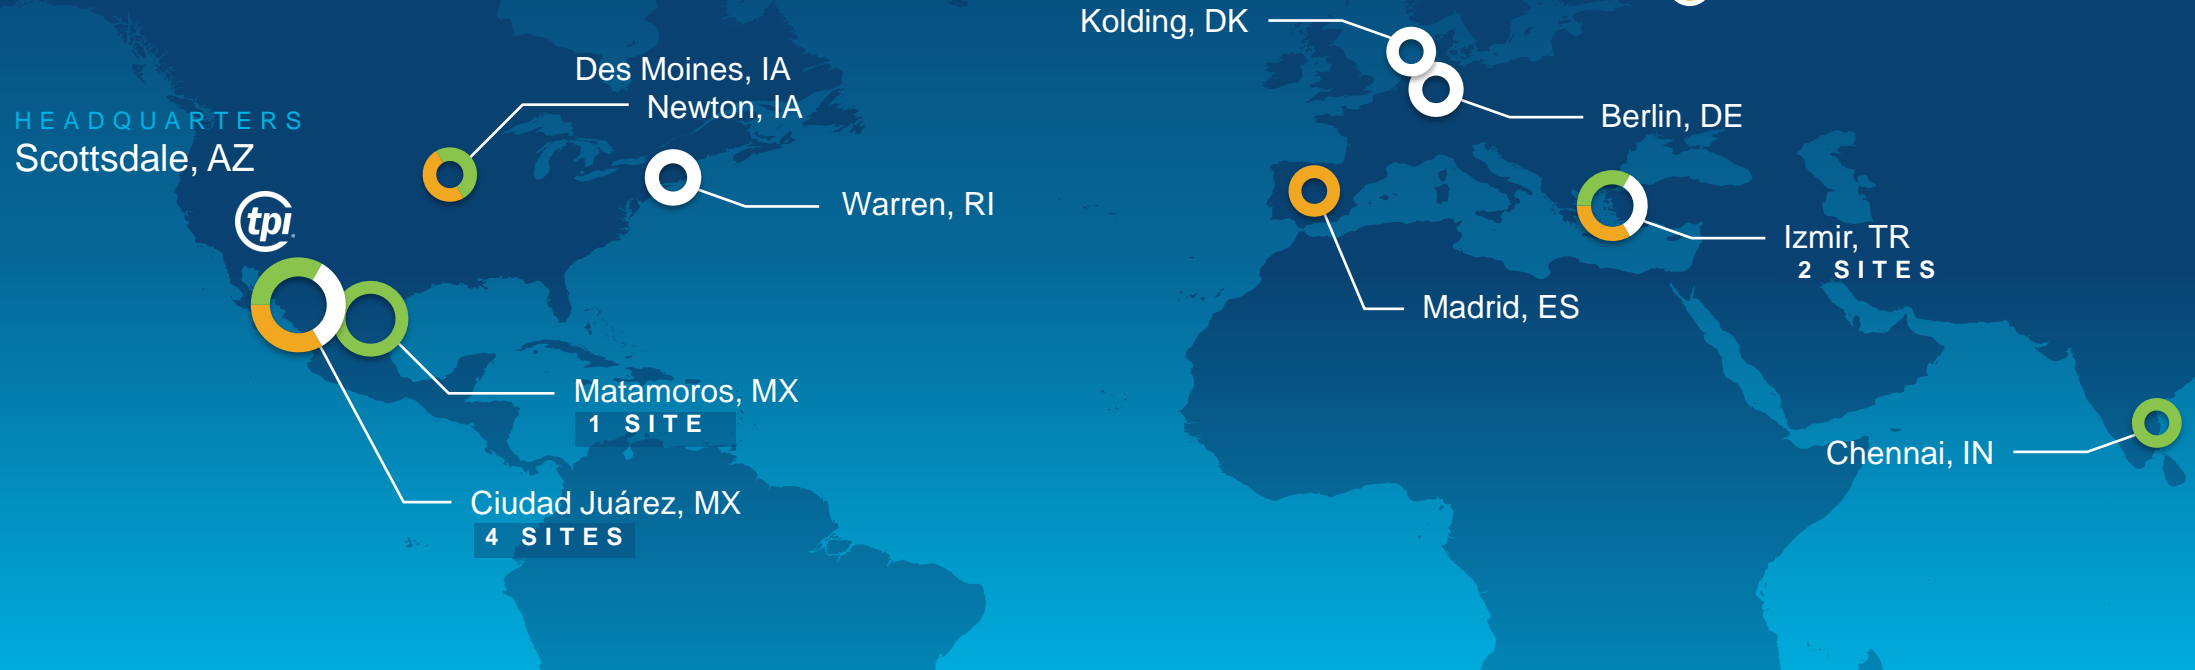 Kolding, DK
Des Moines, IA
Newton, IA
HEADQUARTERS
Scottsdale, AZ
Berlin, DE
Warren, RI
tpi
Izmir, TR
2 SITES
Madrid, ES
Matamoros, MX
1 SITE
Chennai, IN
Ciudad Juárez, MX
4 SITES